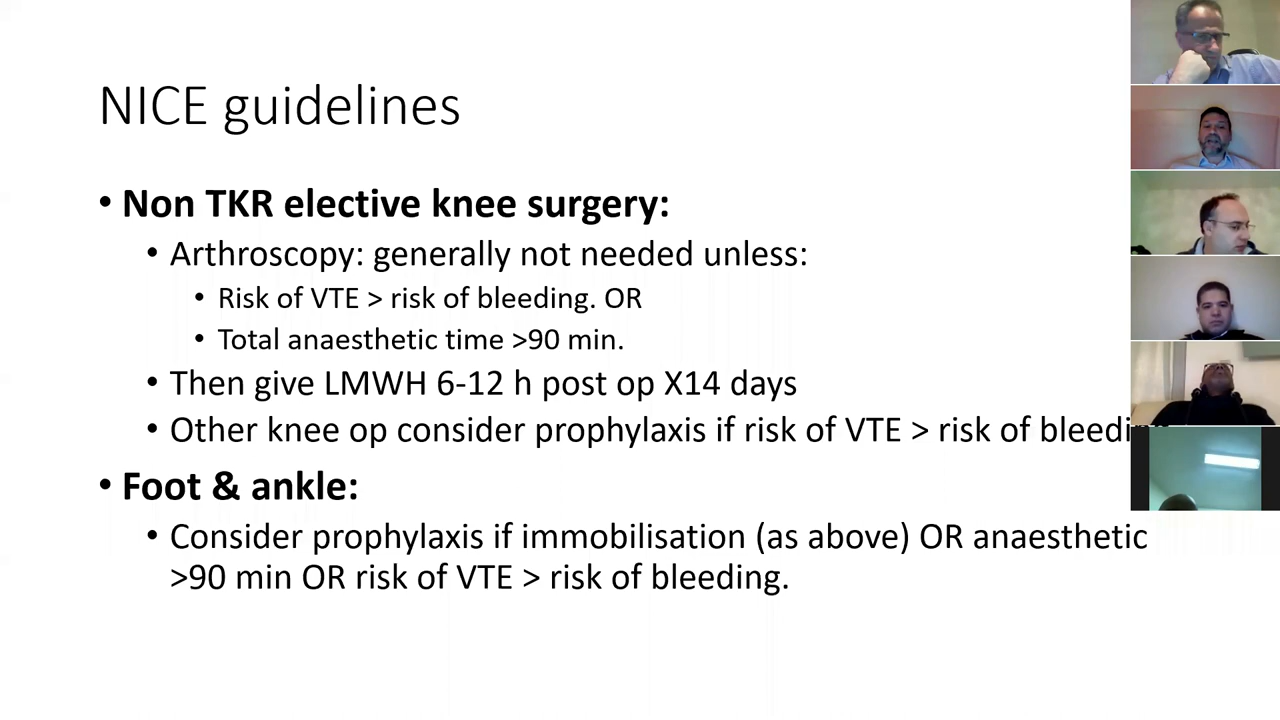 NICE guidelines
• Non TKR elective knee surgery:
• Arthroscopy: generally not needed unless:
• Risk of VTE > risk of bleeding. OR
• Total anaesthetic time >90 min.
• Then give LMWH 6-12 h post op X14 days
• Other knee op consider prophylaxis if risk of VTE > risk of
• Foot & ankle:
• Consider prophylaxis if immobilisation (as above) OR anaesthetic
>90 min OR risk of VTE > risk of bleeding.